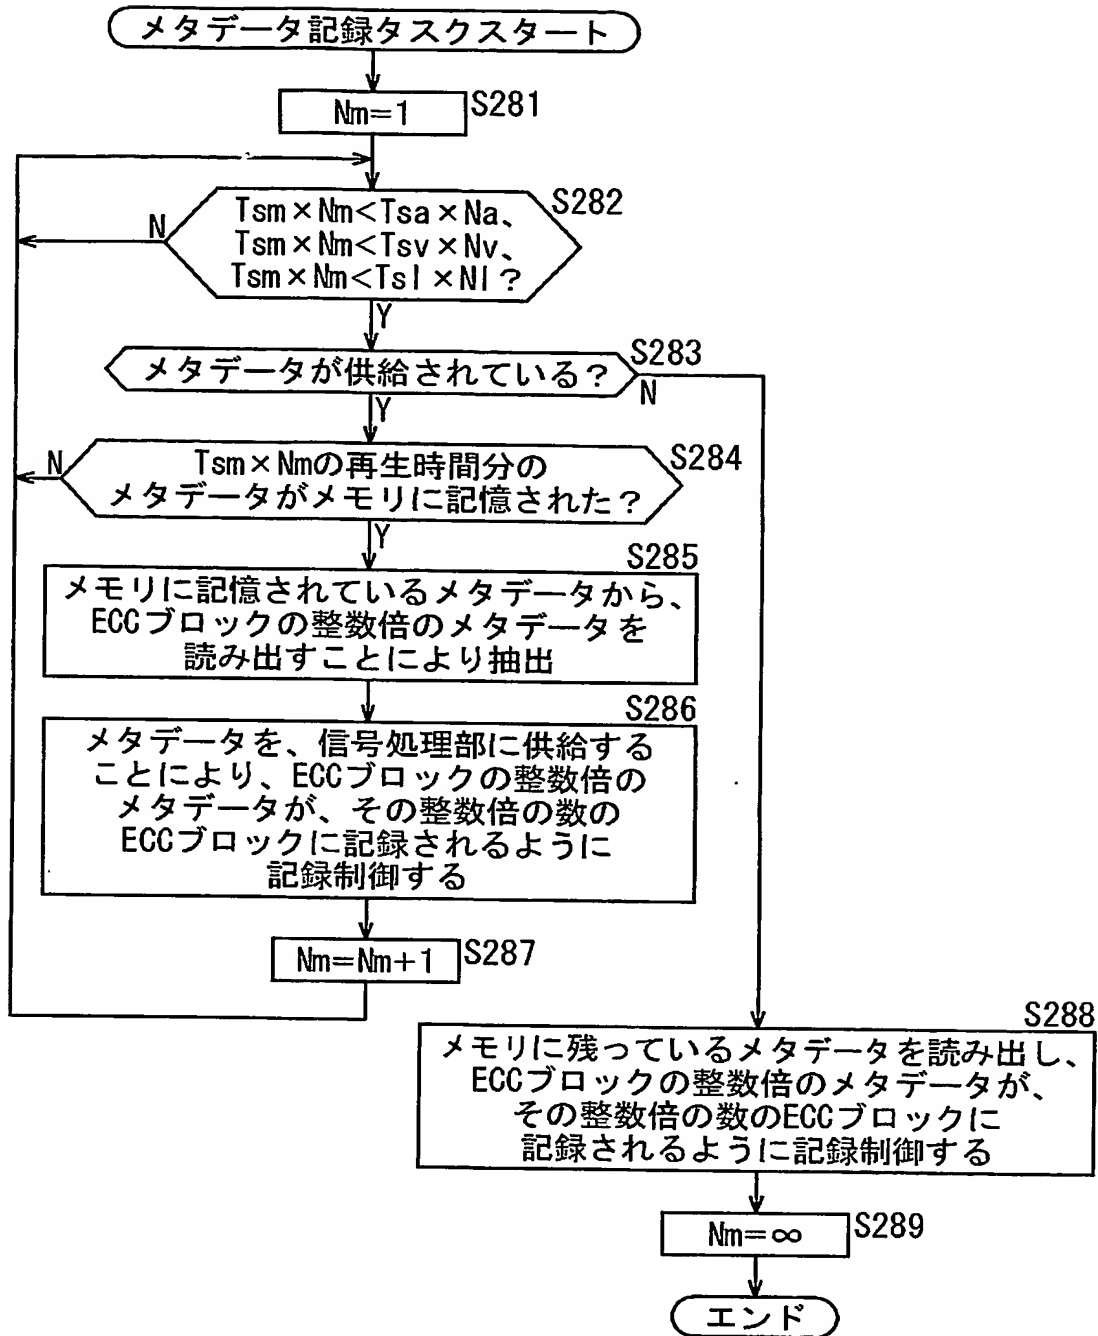 メタデータ記録タスクスタート
Nm=1
S281
Tsm×Nm<Tsa×Na、
Tsm×Nm<Tsv×Nv、
Tsm×Nm<Tsl×Nl?
S282
N
Y
メタデータが供給されている?
S283
N
Y
Tsm×Nmの再生時間分の
メタデータがメモリに記憶された?
S284
N
Y
S285
メモリに記憶されているメタデータから、
ECCブロックの整数倍のメタデータを
読み出すことにより抽出
S286
メタデータを、信号処理部に供給する
ことにより、ECCブロックの整数倍の
メタデータが、その整数倍の数の
ECCブロックに記録されるように
記録制御する
Nm=Nm+1
S287
S288
メモリに残っているメタデータを読み出し、
ECCブロックの整数倍のメタデータが、
その整数倍の数のECCブロックに
記録されるように記録制御する
Nm=∞
S289
エンド